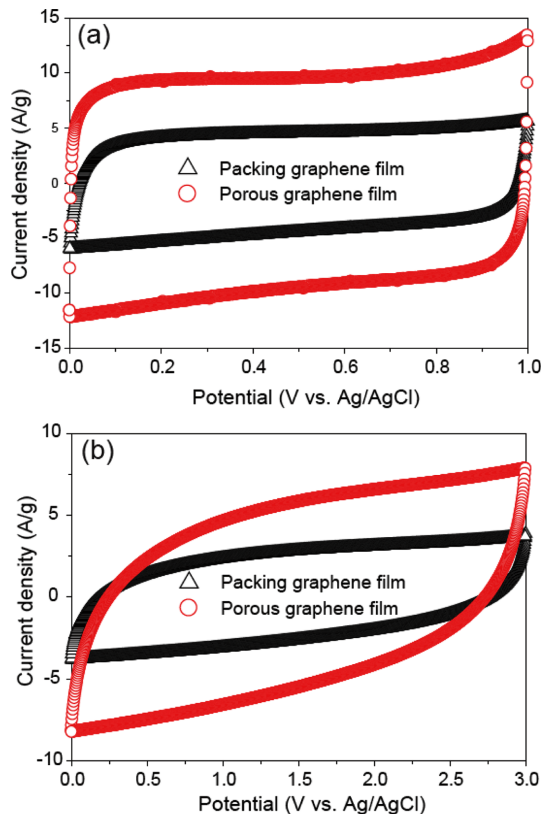 (a)
15
10
5
0
-5
-10
-15
Current density (A/g)
Packing graphene film
Porous graphene film
0.0 0.2 0.4 0.6 0.8 1.0
Potential (V vs. Ag/AgCl)
(b)
10
5
0
-5
-10
Current density (A/g)
Packing graphene film
Porous graphene film
0.0 0.5 1.0 1.5 2.0 2.5 3.0
Potential (V vs. Ag/AgCl)